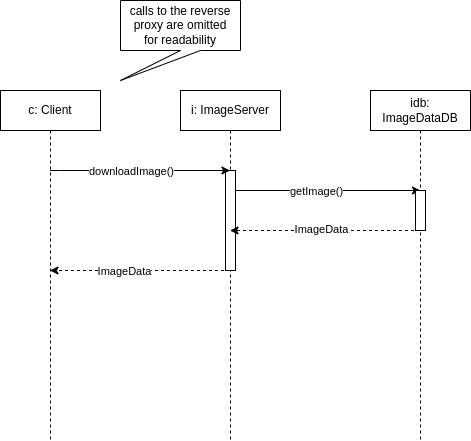 calls to the reverse
proxy are omitted
for readability
c: Client
i: ImageServer
idb:
ImageDataDB
downloadImage()
getImage()
ImageData
ImageData